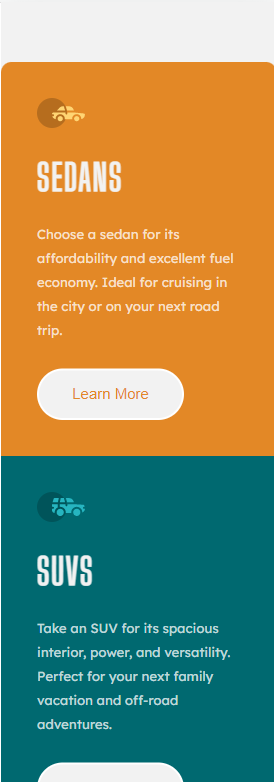 SEDANS
Choose a sedan for its
affordability and excellent fuel
economy. Ideal for cruising in
the city or on your next road
trip.
Learn More
SUVS
Take an SUV for its spacious
interior, power, and versatility.
Perfect for your next family
vacation and off-road
adventures.